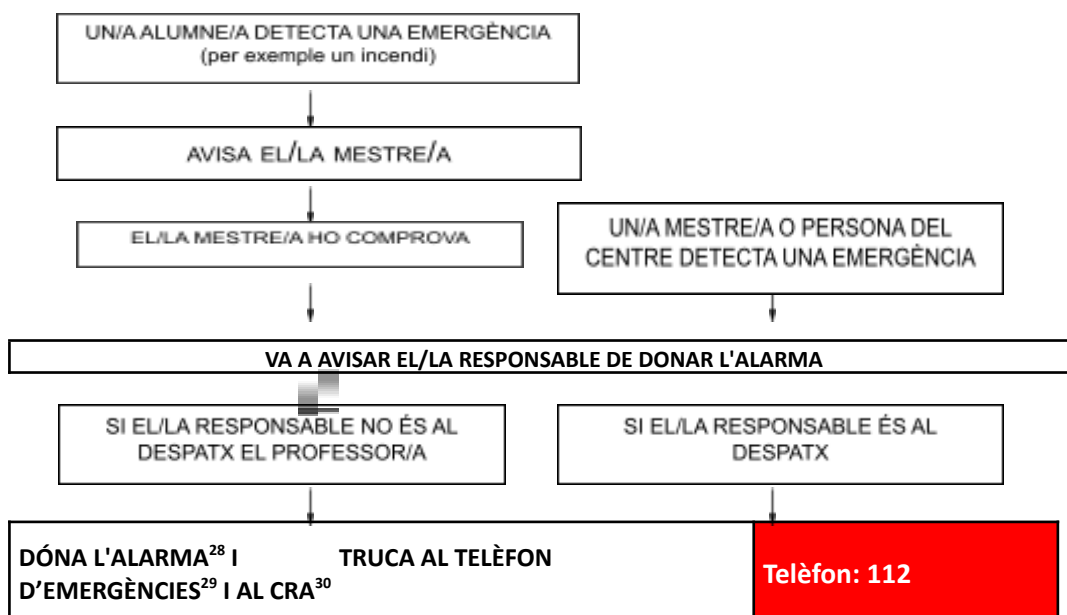 UN/A ALUMNE/A DETECTA UNA EMERGÈNCIA
(per exemple un incendi)
AVISA EL/LA MESTRE/A
EL/LA MESTRE/A HO COMPROVA
UN/A MESTRE/A O PERSONA DEL
CENTRE DETECTA UNA EMERGÈNCIA
VA A AVISAR EL/LA RESPONSABLE DE DONAR L'ALARMA
SI EL/LA RESPONSABLE NO ÉS AL
DESPATX EL PROFESSOR/A
SI EL/LA RESPONSABLE ÉS AL
DESPATX
DÓNA L'ALARMA²⁸ I TRUCA AL TELÈFON
D’EMERGÈNCIES²⁹ I AL CRA³⁰
Telèfon: 112